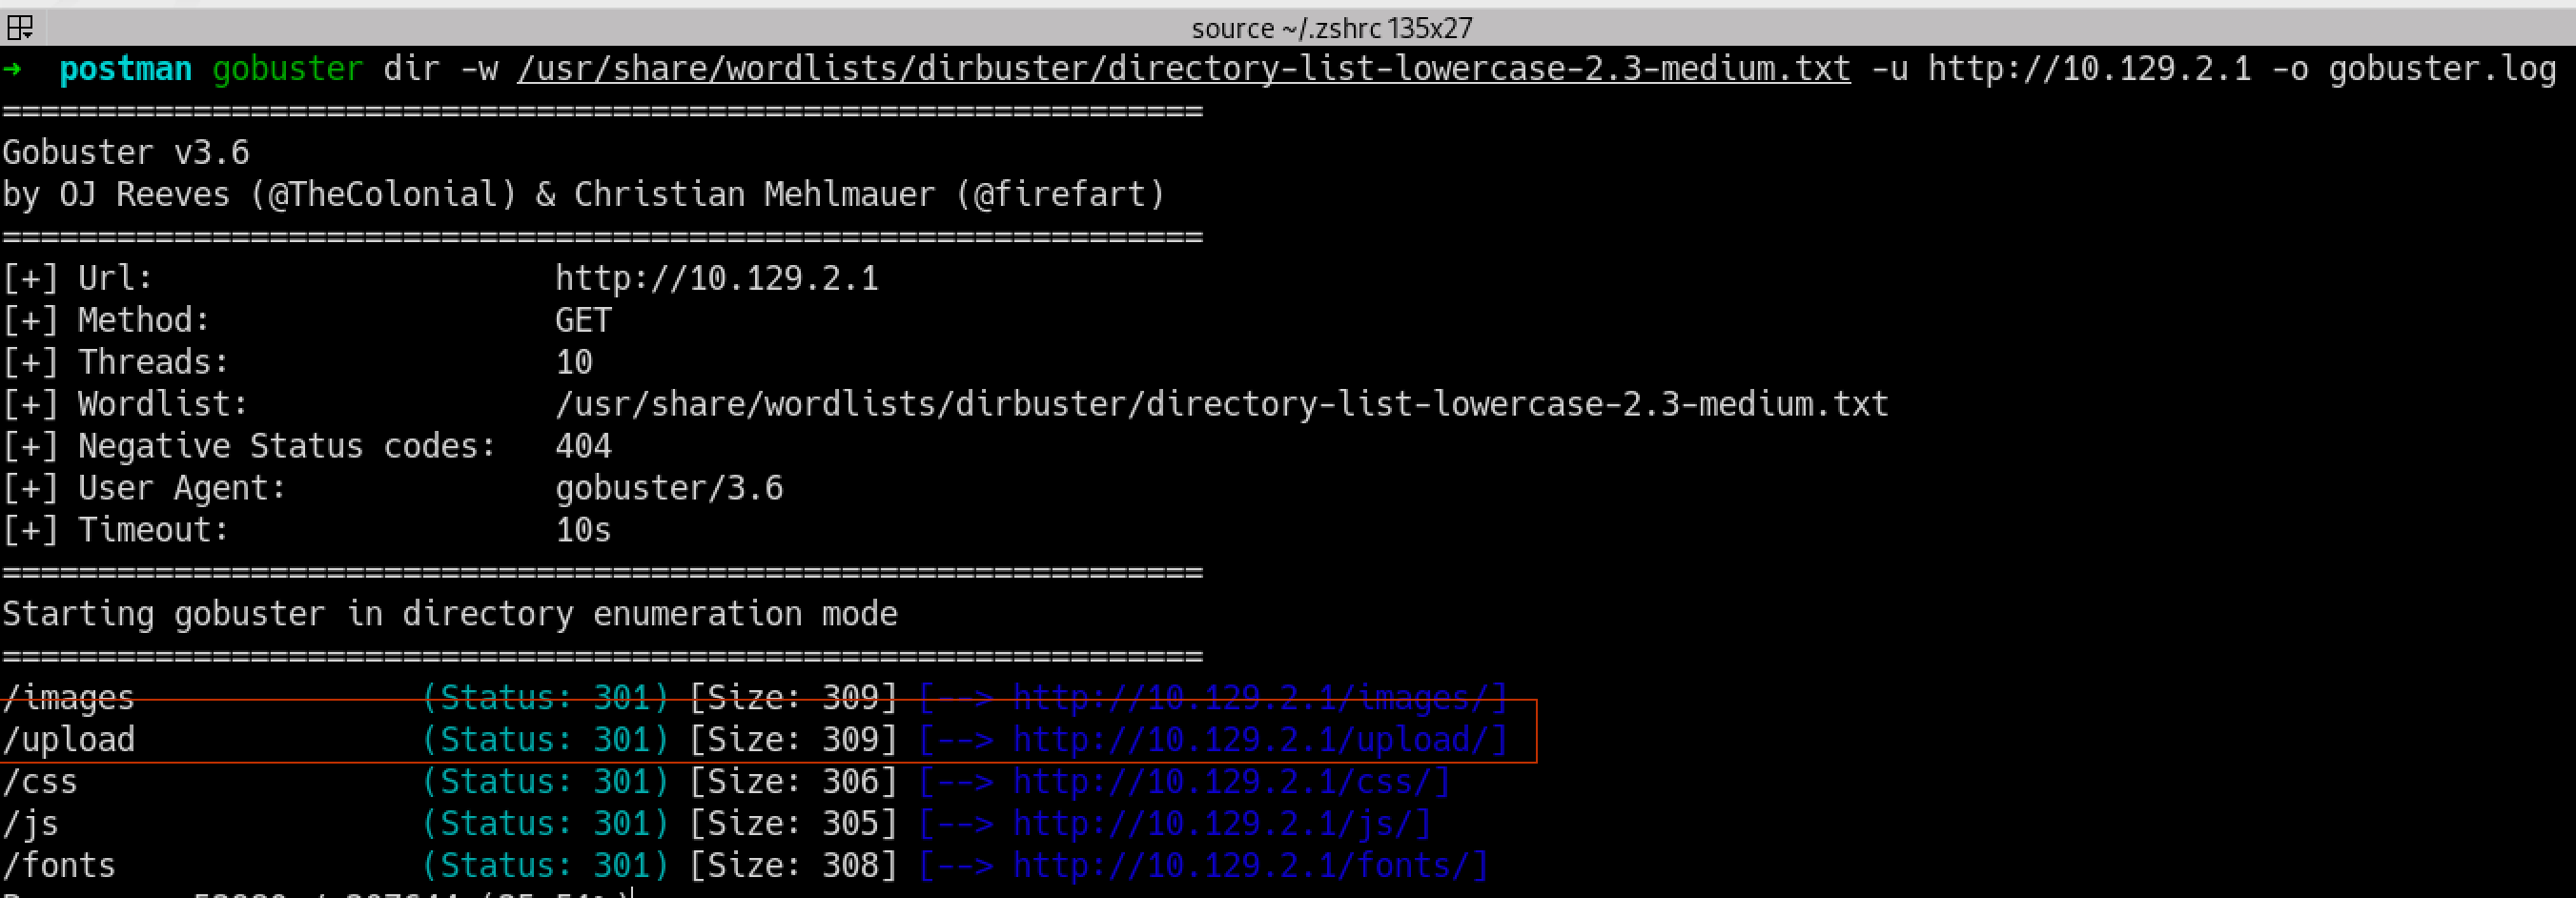 source ~/.zshrc 135x27
→ postman gobuster dir -w /usr/share/wordlists/dirbuster/directory-list-lowercase-2.3-medium.txt -u http://10.129.2.1 -o gobuster.log
===============================================================
Gobuster v3.6
by OJ Reeves (@TheColonial) & Christian Mehlmauer (@firefart)
===============================================================
[+] Url: http://10.129.2.1
[+] Method: GET
[+] Threads: 10
[+] Wordlist: /usr/share/wordlists/dirbuster/directory-list-lowercase-2.3-medium.txt
[+] Negative Status codes: 404
[+] User Agent: gobuster/3.6
[+] Timeout: 10s
===============================================================
Starting gobuster in directory enumeration mode
===============================================================
/images (Status: 301) [Size: 309] [--> http://10.129.2.1/images/]
/upload (Status: 301) [Size: 309] [--> http://10.129.2.1/upload/]
/css (Status: 301) [Size: 306] [--> http://10.129.2.1/css/]
/js (Status: 301) [Size: 305] [--> http://10.129.2.1/js/]
/fonts (Status: 301) [Size: 308] [--> http://10.129.2.1/fonts/]